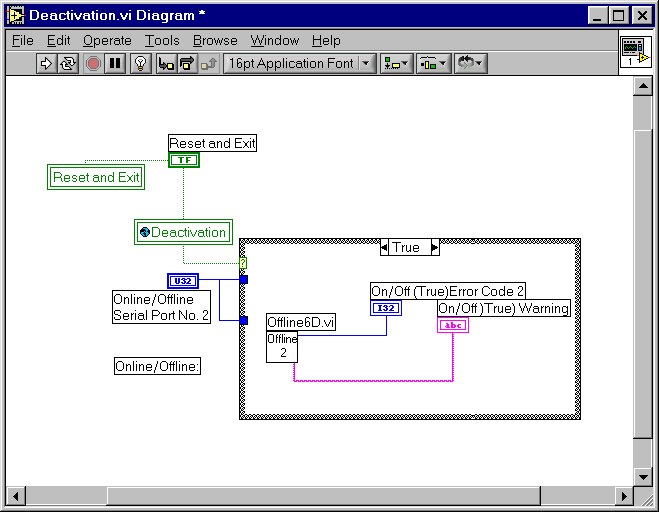 Deactivation.vi Diagram *
File Edit Operate Tools Browse Window Help
16pt Application Font
1
Reset and Exit
TF
Reset and Exit
Deactivation
True
?
U32
Online/Offline
Serial Port No. 2
On/Off (True)Error Code 2
I32
On/Off )True) Warning
abc
Offline6D.vi
Offline
2
Online/Offline: